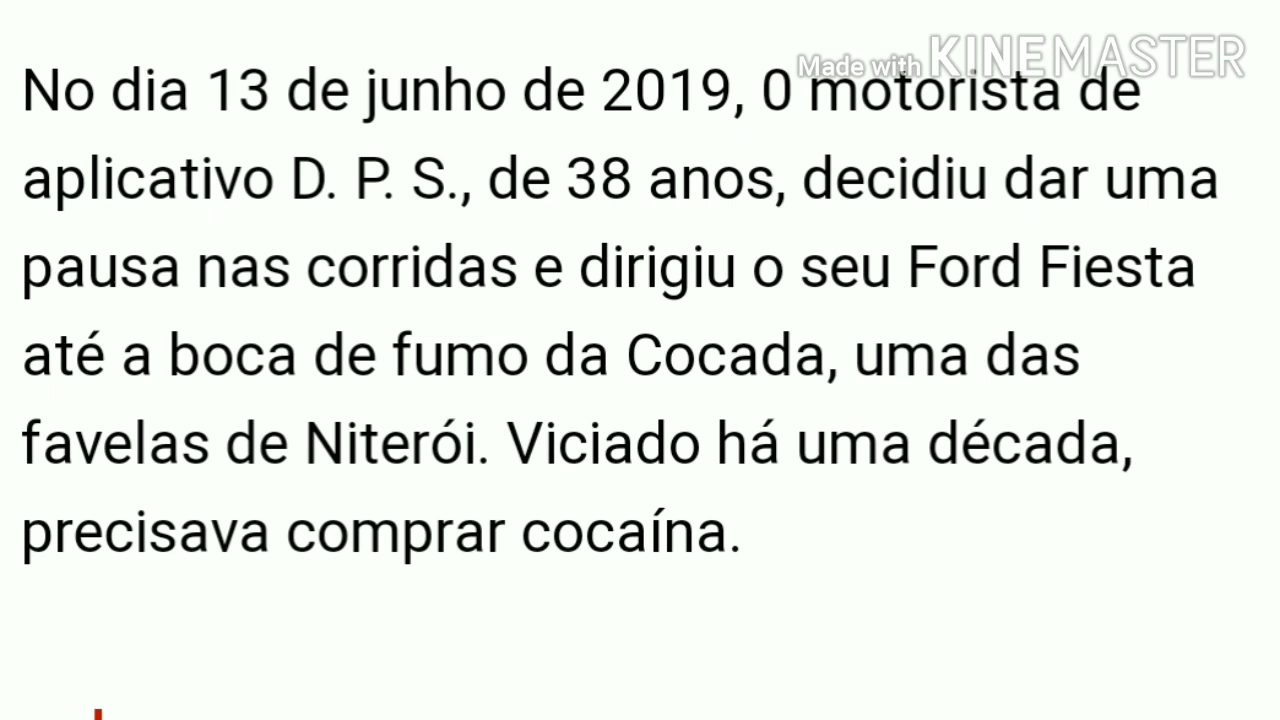 Made with KINEMASTER
No dia 13 de junho de 2019, 0 motorista de
aplicativo D. P. S., de 38 anos, decidiu dar uma
pausa nas corridas e dirigiu o seu Ford Fiesta
até a boca de fumo da Cocada, uma das
favelas de Niterói. Viciado há uma década,
precisava comprar cocaína.